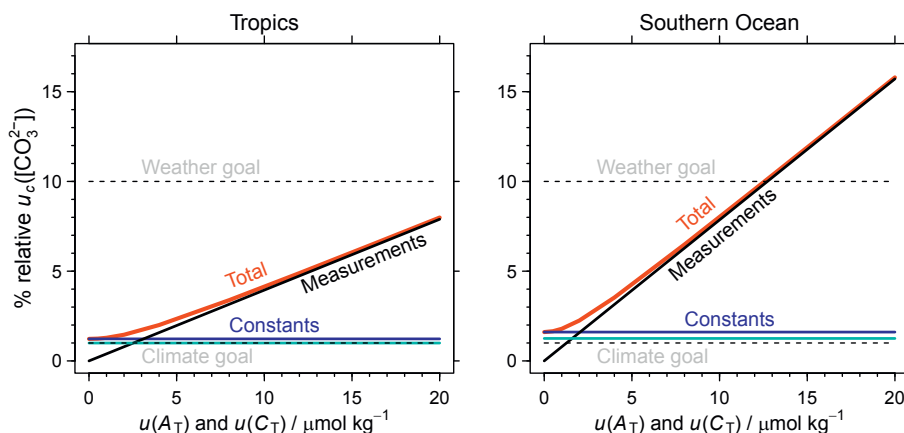 Tropics
Southern Ocean
% relative u_c([CO₃²⁻])
15
10
5
0
Weather goal
Total
Measurements
Constants
Climate goal
0 5 10 15 20
u(A_T) and u(C_T) / μmol kg⁻¹
15
10
5
0
Weather goal
Total
Measurements
Constants
Climate goal
0 5 10 15 20
u(A_T) and u(C_T) / μmol kg⁻¹